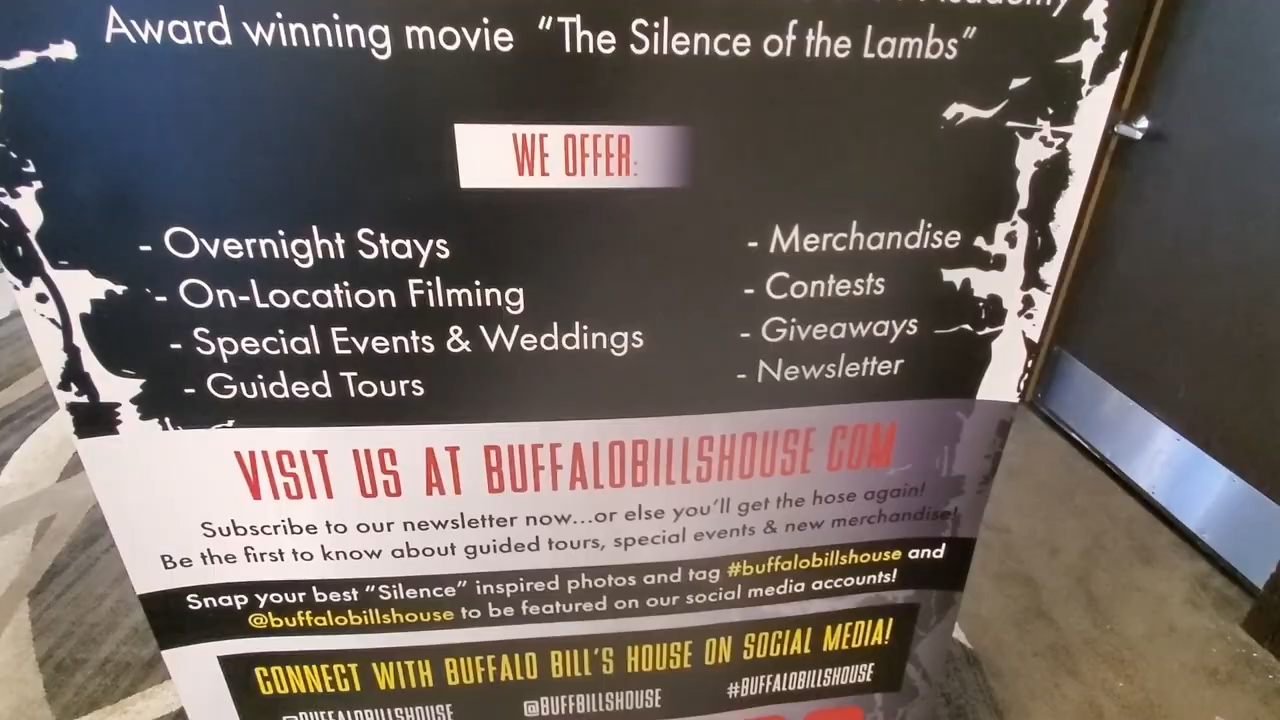 Academy
Award winning movie “The Silence of the Lambs”
WE OFFER:
- Overnight Stays
- On-Location Filming
- Special Events & Weddings
- Guided Tours
- Merchandise
- Contests
- Giveaways
- Newsletter
VISIT US AT BUFFALOBILLSHOUSE.COM
Subscribe to our newsletter now...or else you'll get the hose again!
Be the first to know about guided tours, special events & new merchandise!
Snap your best “Silence” inspired photos and tag #buffalobillshouse and
@buffalobillshouse to be featured on our social media accounts!
CONNECT WITH BUFFALO BILL'S HOUSE ON SOCIAL MEDIA!
@BUFFALOBILLSHOUSE
@BUFFBILLSHOUSE
#BUFFALOBILLSHOUSE